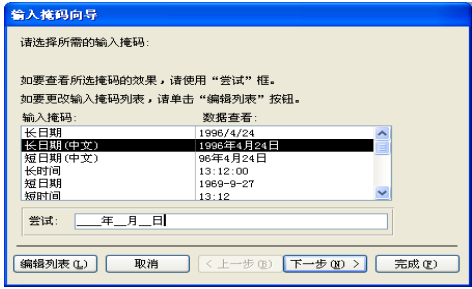 输入掩码向导
请选择所需的输入掩码:
如要查看所选掩码的效果，请使用“尝试”框。
如要更改输入掩码列表，请单击“编辑列表”按钮。
输入掩码: 数据查看:
长日期 1996/4/24
长日期(中文) 1996年4月24日
短日期(中文) 96年4月24日
长时间 13:12:00
短日期 1969-9-27
短时间 13:12
尝试: ____年__月__日
编辑列表(L) 取消 < 上一步(B) 下一步(N) > 完成(F)